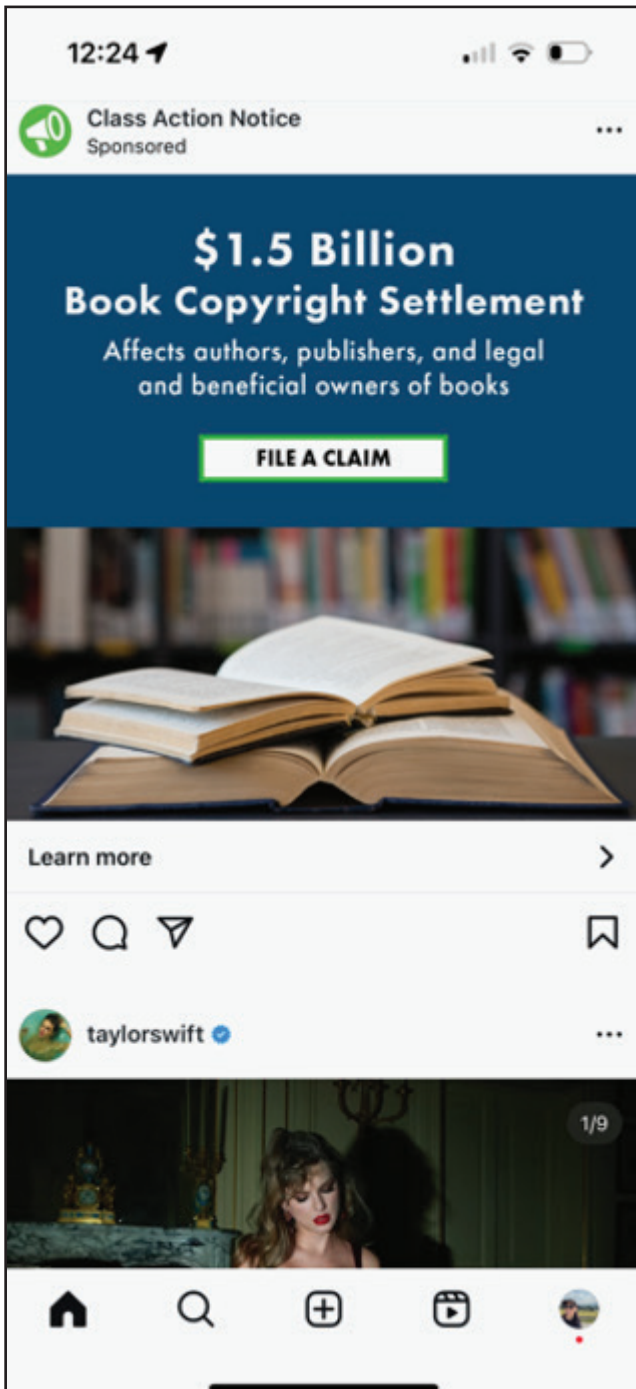 12:24
Class Action Notice
Sponsored
$1.5 Billion
Book Copyright Settlement
Affects authors, publishers, and legal
and beneficial owners of books
FILE A CLAIM
Learn more
taylorswift
1/9